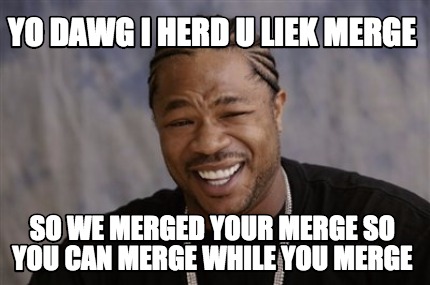 YO DAWG I HERD U LIEK MERGE
SO WE MERGED YOUR MERGE SO
YOU CAN MERGE WHILE YOU MERGE